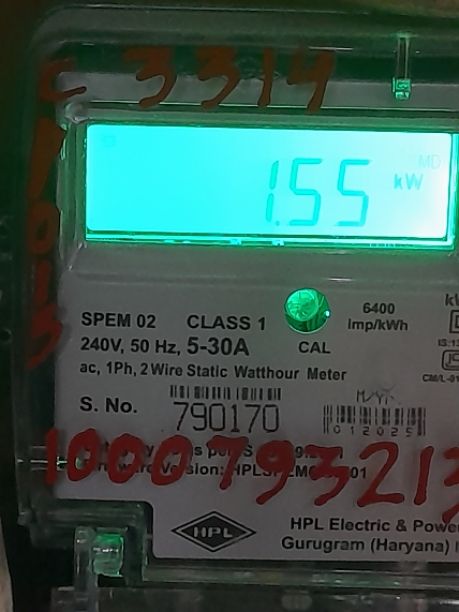 C 3314
1.55 kW MD
SPEM 02 CLASS 1
6400 Imp/kWh
240V, 50 Hz, 5-30A
CAL
ac, 1Ph, 2 Wire Static Watthour Meter
S. No. 790170
012025
1000793213
HPL
HPL Electric & Powe
Gurugram (Haryana)